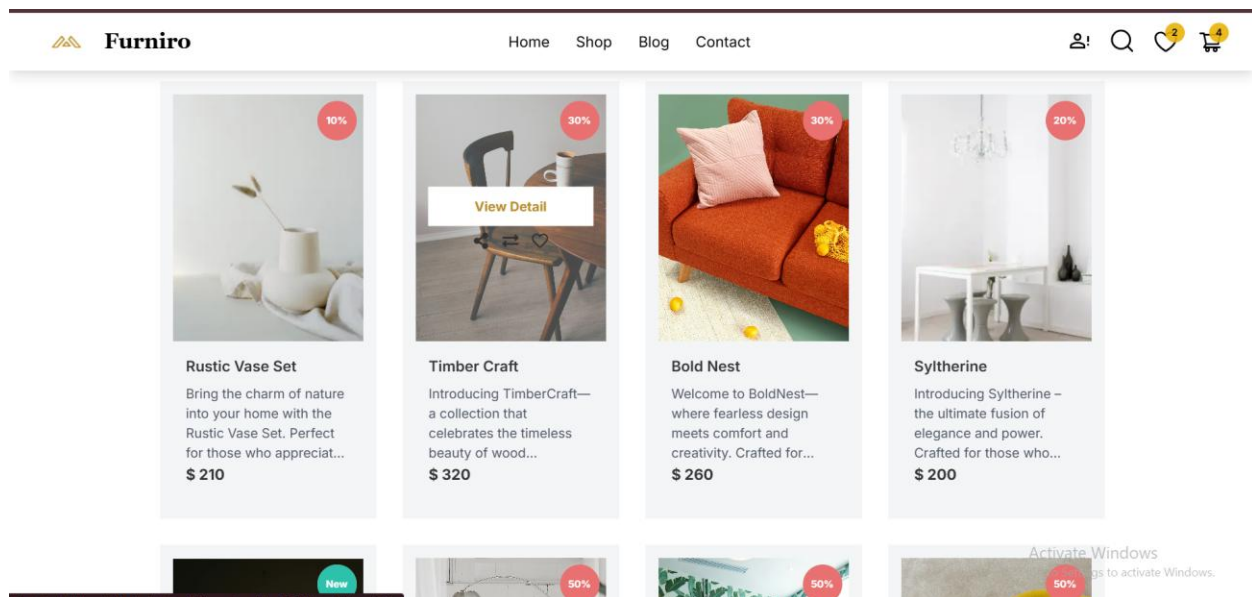 Furniro
Home Shop Blog Contact
2 4
10%
30%
30%
20%
View Detail
Rustic Vase Set
Bring the charm of nature
into your home with the
Rustic Vase Set. Perfect
for those who appreciat...
$ 210
Timber Craft
Introducing TimberCraft—
a collection that
celebrates the timeless
beauty of wood...
$ 320
Bold Nest
Welcome to BoldNest—
where fearless design
meets comfort and
creativity. Crafted for...
$ 260
Syltherine
Introducing Syltherine –
the ultimate fusion of
elegance and power.
Crafted for those who...
$ 200
New
50%
50%
50%
Activate Windows
gs to activate Windows.